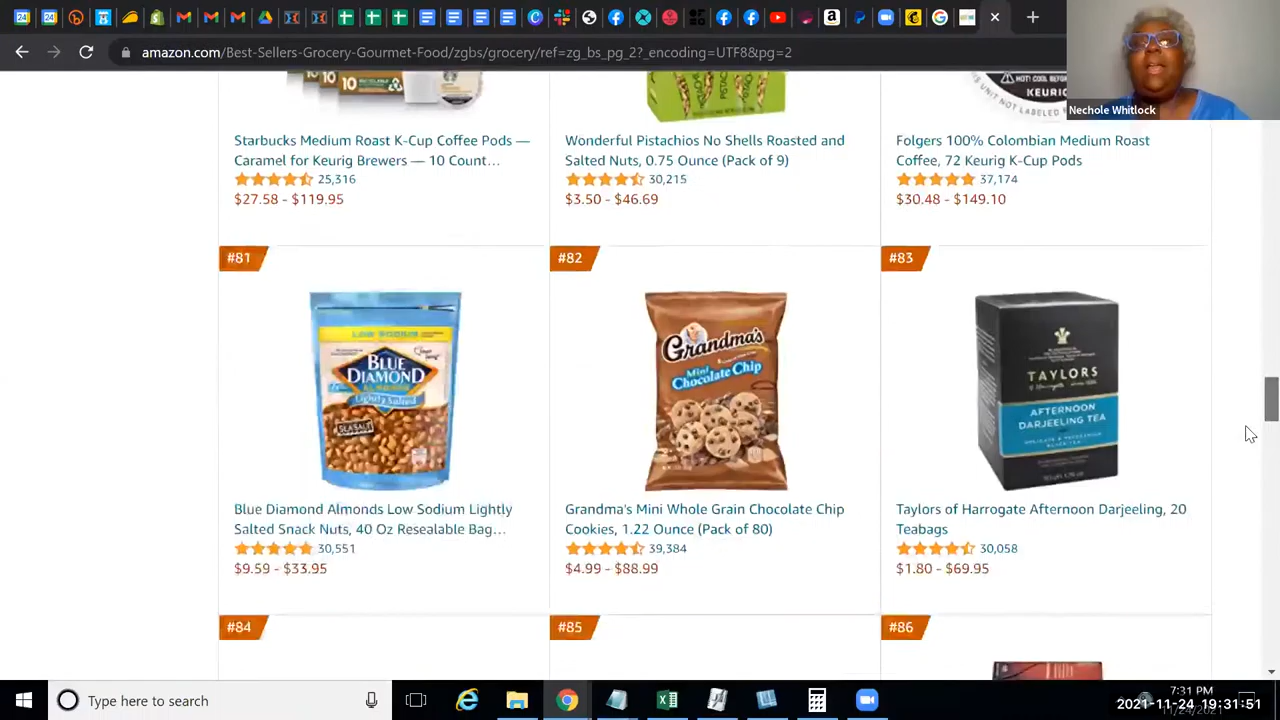 amazon.com/Best-Sellers-Grocery-Gourmet-Food/zgbs/grocery/ref=zg_bs_pg_2?_encoding=UTF8&pg=2
Nechole Whitlock
Starbucks Medium Roast K-Cup Coffee Pods —
Caramel for Keurig Brewers — 10 Count...
25,316
$27.58 - $119.95
Wonderful Pistachios No Shells Roasted and
Salted Nuts, 0.75 Ounce (Pack of 9)
30,215
$3.50 - $46.69
Folgers 100% Colombian Medium Roast
Coffee, 72 Keurig K-Cup Pods
37,174
$30.48 - $149.10
#81
LOW SODIUM
BLUE
DIAMOND
ALMONDS
Lightly Salted
SEA SALT
Blue Diamond Almonds Low Sodium Lightly
Salted Snack Nuts, 40 Oz Resealable Bag...
30,551
$9.59 - $33.95
#82
Grandma's
Mini
Chocolate Chip
Grandma's Mini Whole Grain Chocolate Chip
Cookies, 1.22 Ounce (Pack of 80)
39,384
$4.99 - $88.99
#83
TAYLORS
AFTERNOON
DARJEELING TEA
Taylors of Harrogate Afternoon Darjeeling, 20
Teabags
30,058
$1.80 - $69.95
#84
#85
#86
Type here to search
7:31 PM
2021-11-24 19:31:51